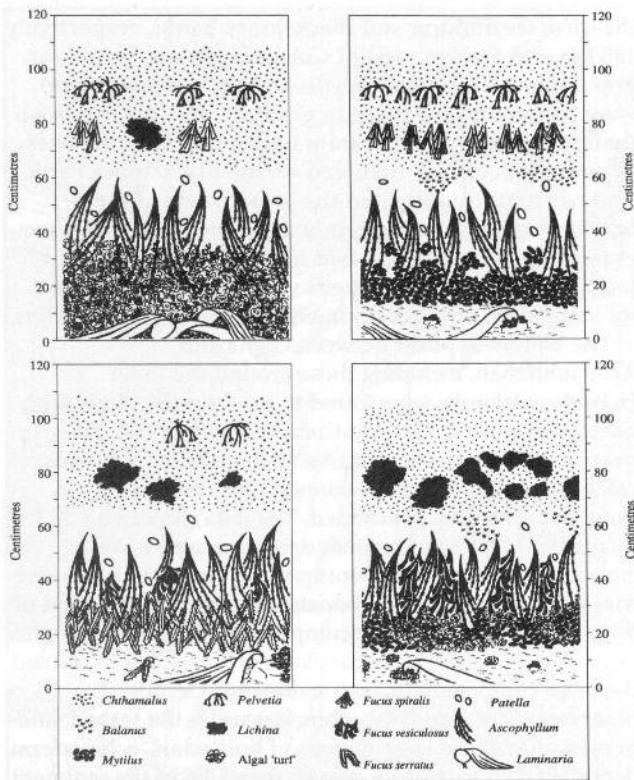 120
100
80
60
40
20
0
Centimetres
120
100
80
60
40
20
0
Centimetres
120
100
80
60
40
20
0
Centimetres
100
80
60
40
20
0
Centimetres
Chthamalus
Balanus
Mytilus
Pelvetia
Lichina
Algal 'turf'
Fucus spiralis
Fucus vesiculosus
Fucus serratus
Patella
Ascophyllum
Laminaria